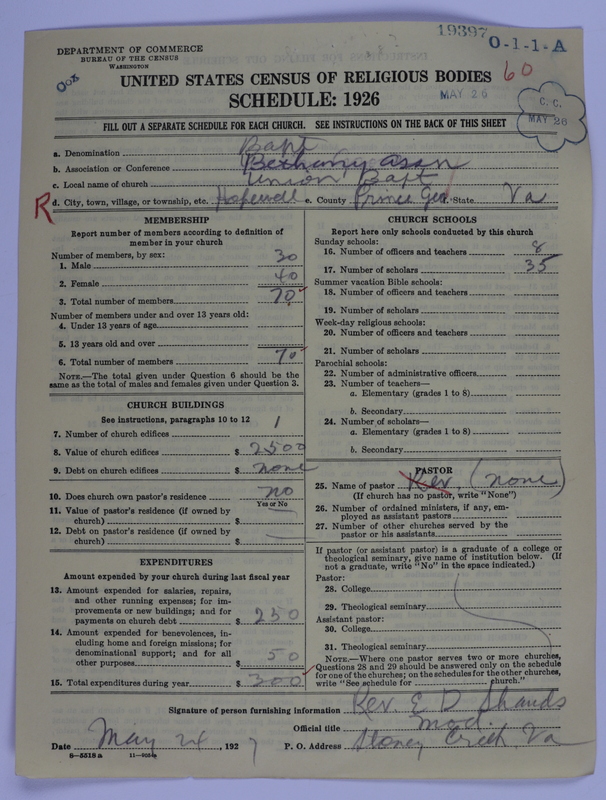 19397
O-1-1-A
DEPARTMENT OF COMMERCE
BUREAU OF THE CENSUS
WASHINGTON
UNITED STATES CENSUS OF RELIGIOUS BODIES 60
SCHEDULE: 1926
MAY 26
C. C.
MAY 26
FILL OUT A SEPARATE SCHEDULE FOR EACH CHURCH. SEE INSTRUCTIONS ON THE BACK OF THIS SHEET
a. Denomination Bapt
b. Association or Conference Bethany Assn
c. Local name of church Union Bapt
R d. City, town, village, or township, etc. Hopewell e. County Prince Geo. State Va
MEMBERSHIP
Report number of members according to definition of
member in your church
Number of members, by sex:
1. Male 30
2. Female 40
3. Total number of members 70
Number of members under and over 13 years old:
4. Under 13 years of age
5. 13 years old and over
6. Total number of members 70
NOTE.—The total given under Question 6 should be the
same as the total of males and females given under Question 3.
CHURCH BUILDINGS
See instructions, paragraphs 10 to 12
7. Number of church edifices 1
8. Value of church edifices $ 2500
9. Debt on church edifices $ none
10. Does church own pastor's residence no
Yes or No
11. Value of pastor's residence (if owned by
church) $
12. Debt on pastor's residence (if owned by
church) $
EXPENDITURES
Amount expended by your church during last fiscal year
13. Amount expended for salaries, repairs,
and other running expenses; for im-
provements or new buildings; and for
payments on church debt $ 250
14. Amount expended for benevolences, in-
cluding home and foreign missions; for
denominational support; and for all
other purposes $ 50
15. Total expenditures during year $ 300
CHURCH SCHOOLS
Report here only schools conducted by this church
Sunday schools:
16. Number of officers and teachers 8
17. Number of scholars 35
Summer vacation Bible schools:
18. Number of officers and teachers
19. Number of scholars
Week-day religious schools:
20. Number of officers and teachers
21. Number of scholars
Parochial schools:
22. Number of administrative officers
23. Number of teachers—
a. Elementary (grades 1 to 8)
b. Secondary
24. Number of scholars—
a. Elementary (grades 1 to 8)
b. Secondary
PASTOR
25. Name of pastor Rev. (none)
(If church has no pastor, write "None")
26. Number of ordained ministers, if any, em-
ployed as assistant pastors
27. Number of other churches served by the
pastor or his assistants
If pastor (or assistant pastor) is a graduate of a college or
theological seminary, give name of institution below. (If
not a graduate, write "No" in the space indicated.)
Pastor:
28. College
29. Theological seminary
Assistant pastor:
30. College
31. Theological seminary
NOTE.—Where one pastor serves two or more churches,
Questions 28 and 29 should be answered only on the schedule
for one of the churches; on the schedules for the other churches,
write "See schedule for church."
Signature of person furnishing information Rev. E D Shands
Official title Mod.
Date May 24, 1927 P. O. Address Stoney Creek Va
8-5518 a